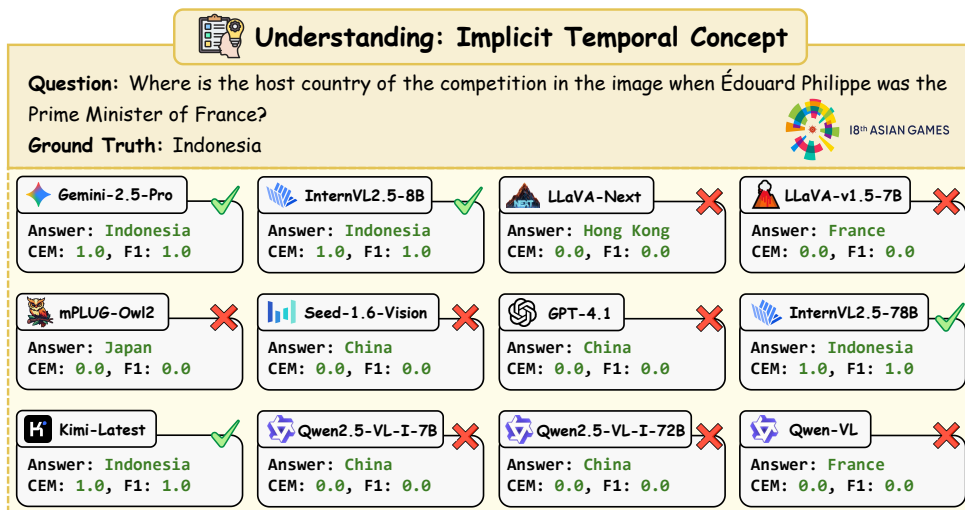 Understanding: Implicit Temporal Concept
Question: Where is the host country of the competition in the image when Édouard Philippe was the
Prime Minister of France?
18th ASIAN GAMES
Ground Truth: Indonesia
Gemini-2.5-Pro
Answer: Indonesia
CEM: 1.0, F1: 1.0
InternVL2.5-8B
Answer: Indonesia
CEM: 1.0, F1: 1.0
NEXT
LLaVA-Next
Answer: Hong Kong
CEM: 0.0, F1: 0.0
LLaVA-v1.5-7B
Answer: France
CEM: 0.0, F1: 0.0
mPLUG-Owl2
Answer: Japan
CEM: 0.0, F1: 0.0
Seed-1.6-Vision
Answer: China
CEM: 0.0, F1: 0.0
GPT-4.1
Answer: China
CEM: 0.0, F1: 0.0
InternVL2.5-78B
Answer: Indonesia
CEM: 1.0, F1: 1.0
K
Kimi-Latest
Answer: Indonesia
CEM: 1.0, F1: 1.0
Qwen2.5-VL-I-7B
Answer: China
CEM: 0.0, F1: 0.0
Qwen2.5-VL-I-72B
Answer: China
CEM: 0.0, F1: 0.0
Qwen-VL
Answer: France
CEM: 0.0, F1: 0.0